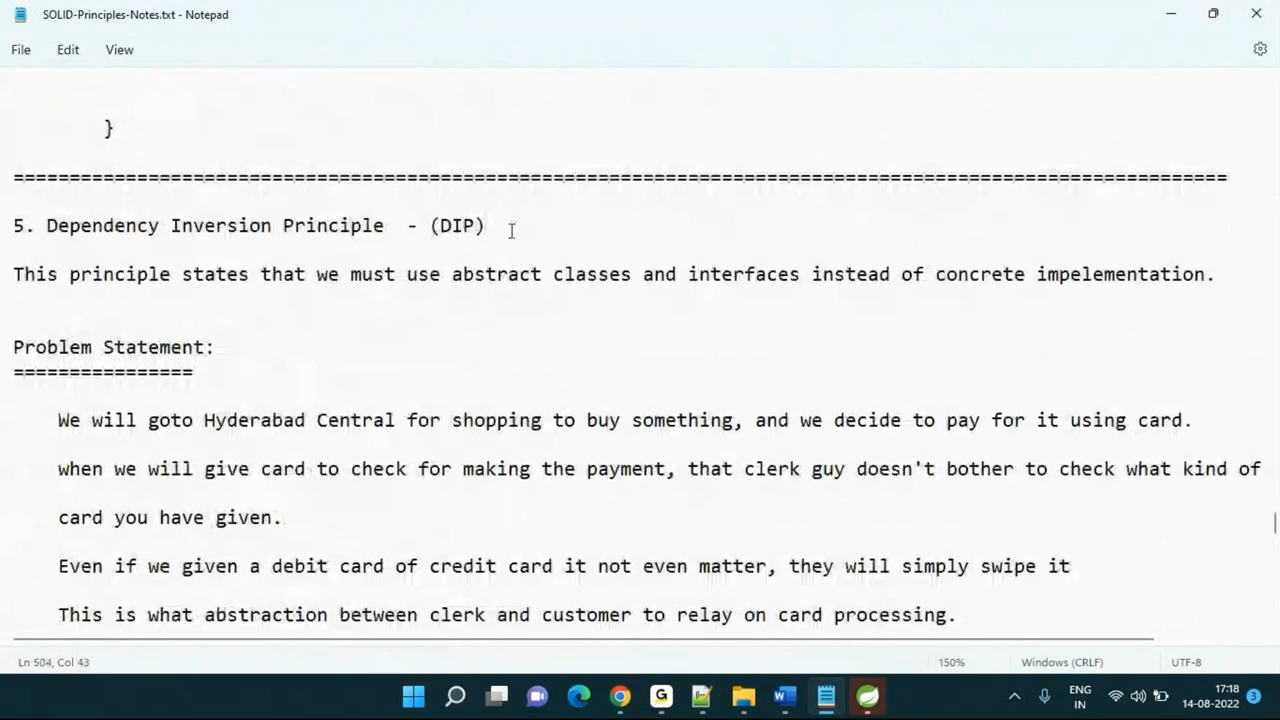 SOLID-Principles-Notes.txt - Notepad
File Edit View
}
=============================================================================================================
5. Dependency Inversion Principle - (DIP)
This principle states that we must use abstract classes and interfaces instead of concrete impelementation.
Problem Statement:
================
We will goto Hyderabad Central for shopping to buy something, and we decide to pay for it using card.
when we will give card to check for making the payment, that clerk guy doesn't bother to check what kind of
card you have given.
Even if we given a debit card of credit card it not even matter, they will simply swipe it
This is what abstraction between clerk and customer to relay on card processing.
Ln 504, Col 43 150% Windows (CRLF) UTF-8
ENG
IN
17:18
14-08-2022
3